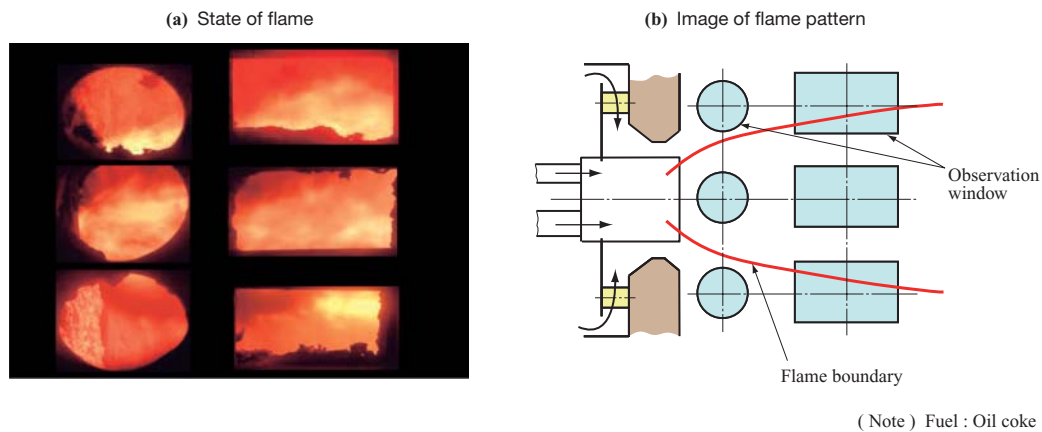 (a) State of flame
(b) Image of flame pattern
Observation
window
Flame boundary
( Note ) Fuel : Oil coke